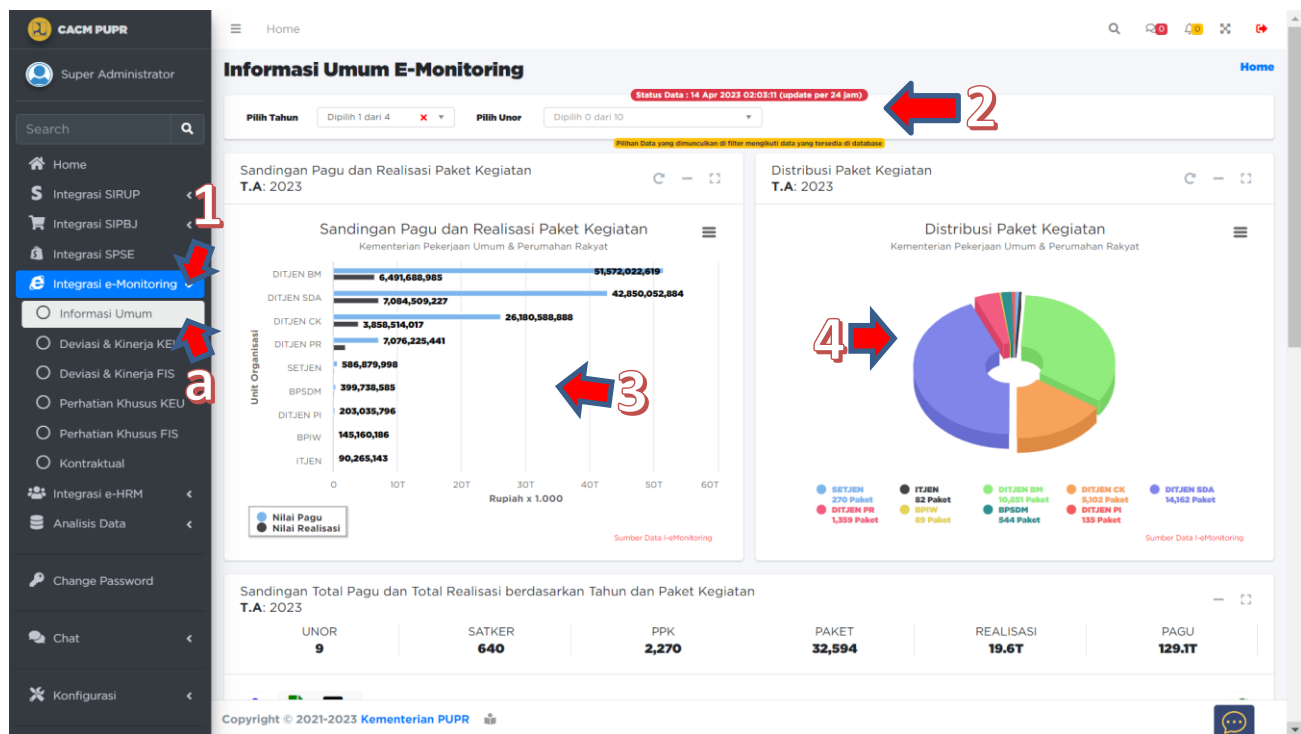 CACM PUPR
Home
0
0
Super Administrator
Search
Home
Integrasi SIRUP
Integrasi SIPBJ
Integrasi SPSE
Integrasi e-Monitoring
Informasi Umum
Deviasi & Kinerja KEU
Deviasi & Kinerja FIS
Perhatian Khusus KEU
Perhatian Khusus FIS
Kontraktual
Integrasi e-HRM
Analisis Data
Change Password
Chat
Konfigurasi
1
a
Informasi Umum E-Monitoring
Home
Status Data : 14 Apr 2023 02:03:11 (update per 24 jam)
Pilih Tahun
Dipilih 1 dari 4
Pilih Unor
Dipilih 0 dari 10
Pilihan Data yang dimunculkan di filter mengikuti data yang tersedia di database
2
Sandingan Pagu dan Realisasi Paket Kegiatan
T.A: 2023
Sandingan Pagu dan Realisasi Paket Kegiatan
Kementerian Pekerjaan Umum & Perumahan Rakyat
Unit Organisasi
DITJEN BM
51,572,022,619
6,491,688,985
DITJEN SDA
42,850,052,884
7,084,509,227
DITJEN CK
26,180,588,888
3,858,514,017
DITJEN PR
7,076,225,441
SETJEN
586,879,998
BPSDM
399,738,585
DITJEN PI
203,035,796
BPIW
145,160,186
ITJEN
90,265,143
0 10T 20T 30T 40T 50T 60T
Rupiah x 1.000
Nilai Pagu
Nilai Realisasi
Sumber Data I-eMonitoring
3
Distribusi Paket Kegiatan
T.A: 2023
Distribusi Paket Kegiatan
Kementerian Pekerjaan Umum & Perumahan Rakyat
4
SETJEN
270 Paket
ITJEN
82 Paket
DITJEN BM
10,851 Paket
DITJEN CK
5,102 Paket
DITJEN SDA
14,162 Paket
DITJEN PR
1,359 Paket
BPIW
89 Paket
BPSDM
544 Paket
DITJEN PI
135 Paket
Sumber Data I-eMonitoring
Sandingan Total Pagu dan Total Realisasi berdasarkan Tahun dan Paket Kegiatan
T.A: 2023
UNOR SATKER PPK PAKET REALISASI PAGU
9 640 2,270 32,594 19.6T 129.1T
Copyright © 2021-2023 Kementerian PUPR